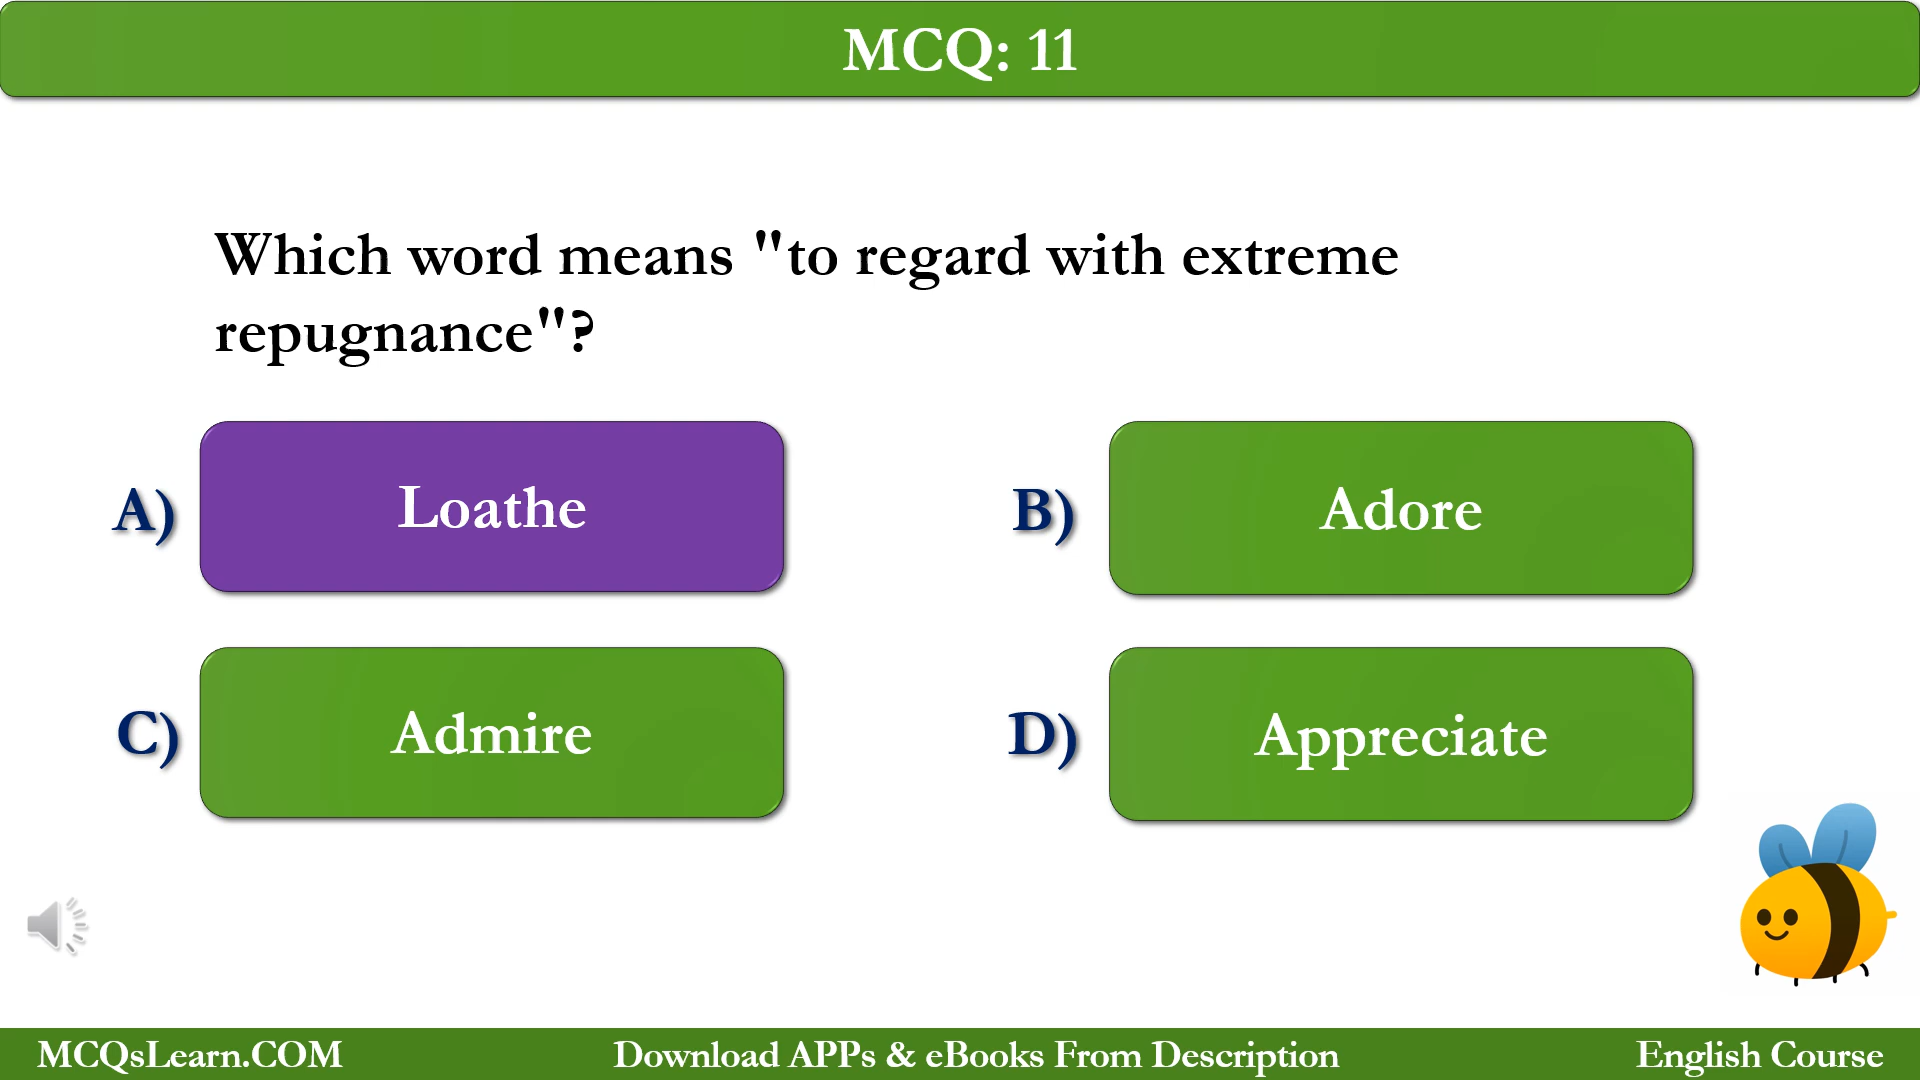 MCQ: 11
Which word means "to regard with extreme
repugnance"?
A) Loathe
B) Adore
C) Admire
D) Appreciate
MCQsLearn.COM
Download APPs & eBooks From Description
English Course